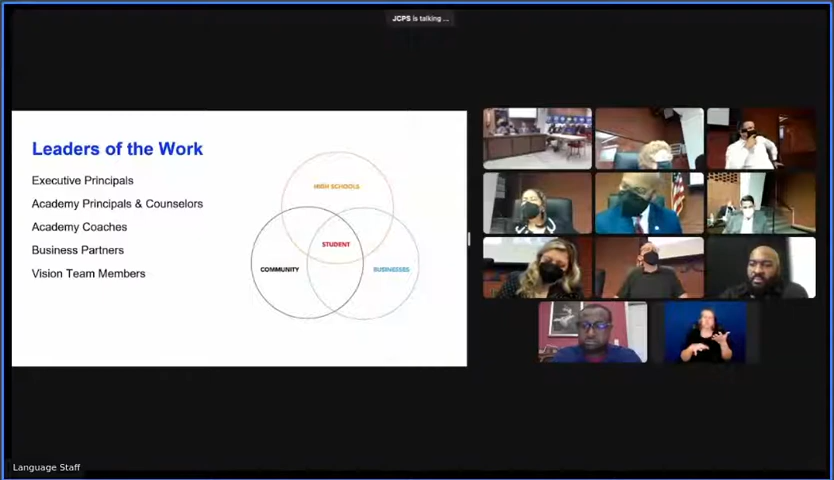 JCPS is talking ...
Leaders of the Work
Executive Principals
Academy Principals & Counselors
Academy Coaches
Business Partners
Vision Team Members
HIGH SCHOOLS
STUDENT
COMMUNITY
BUSINESSES
Language Staff